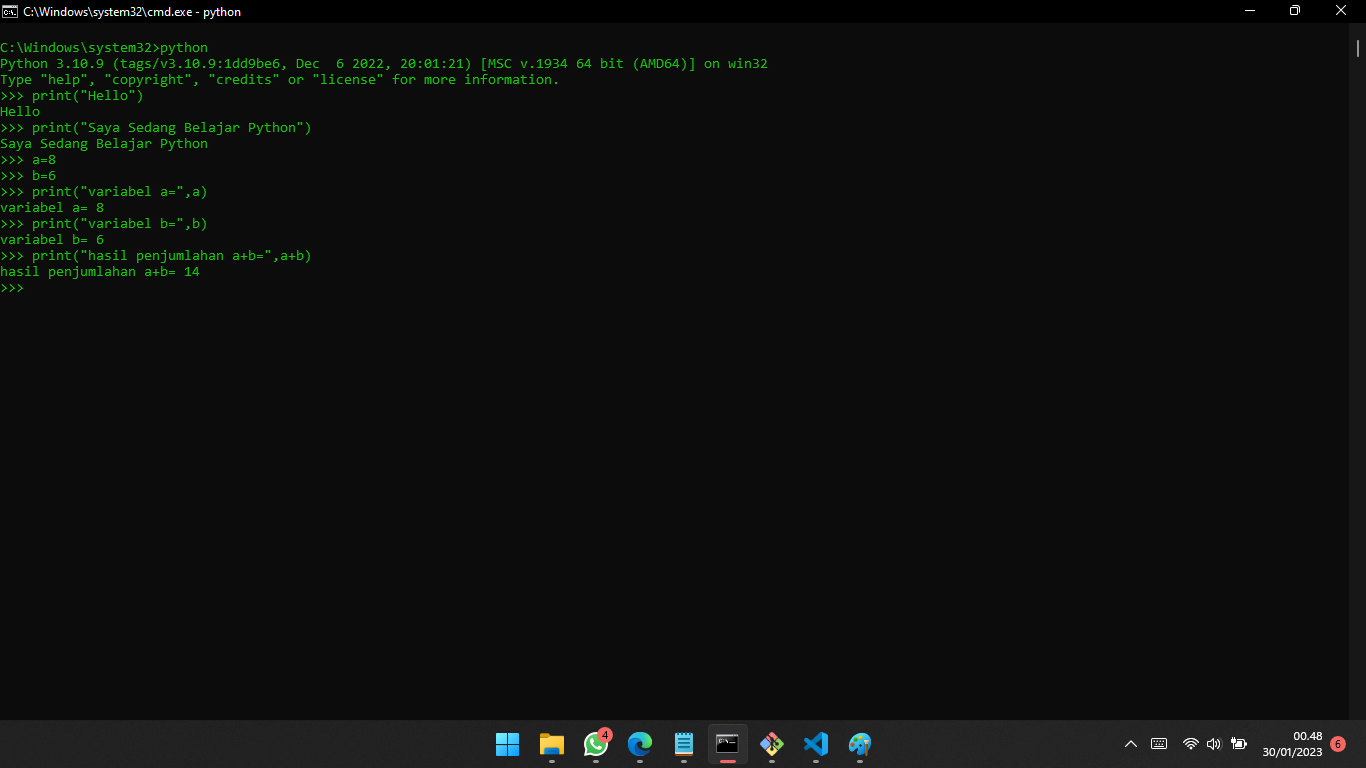 C:\Windows\system32\cmd.exe - python
C:\Windows\system32>python
Python 3.10.9 (tags/v3.10.9:1dd9be6, Dec  6 2022, 20:01:21) [MSC v.1934 64 bit (AMD64)] on win32
Type "help", "copyright", "credits" or "license" for more information.
>>> print("Hello")
Hello
>>> print("Saya Sedang Belajar Python")
Saya Sedang Belajar Python
>>> a=8
>>> b=6
>>> print("variabel a=",a)
variabel a= 8
>>> print("variabel b=",b)
variabel b= 6
>>> print("hasil penjumlahan a+b=",a+b)
hasil penjumlahan a+b= 14
>>>
4
00.48
30/01/2023
6